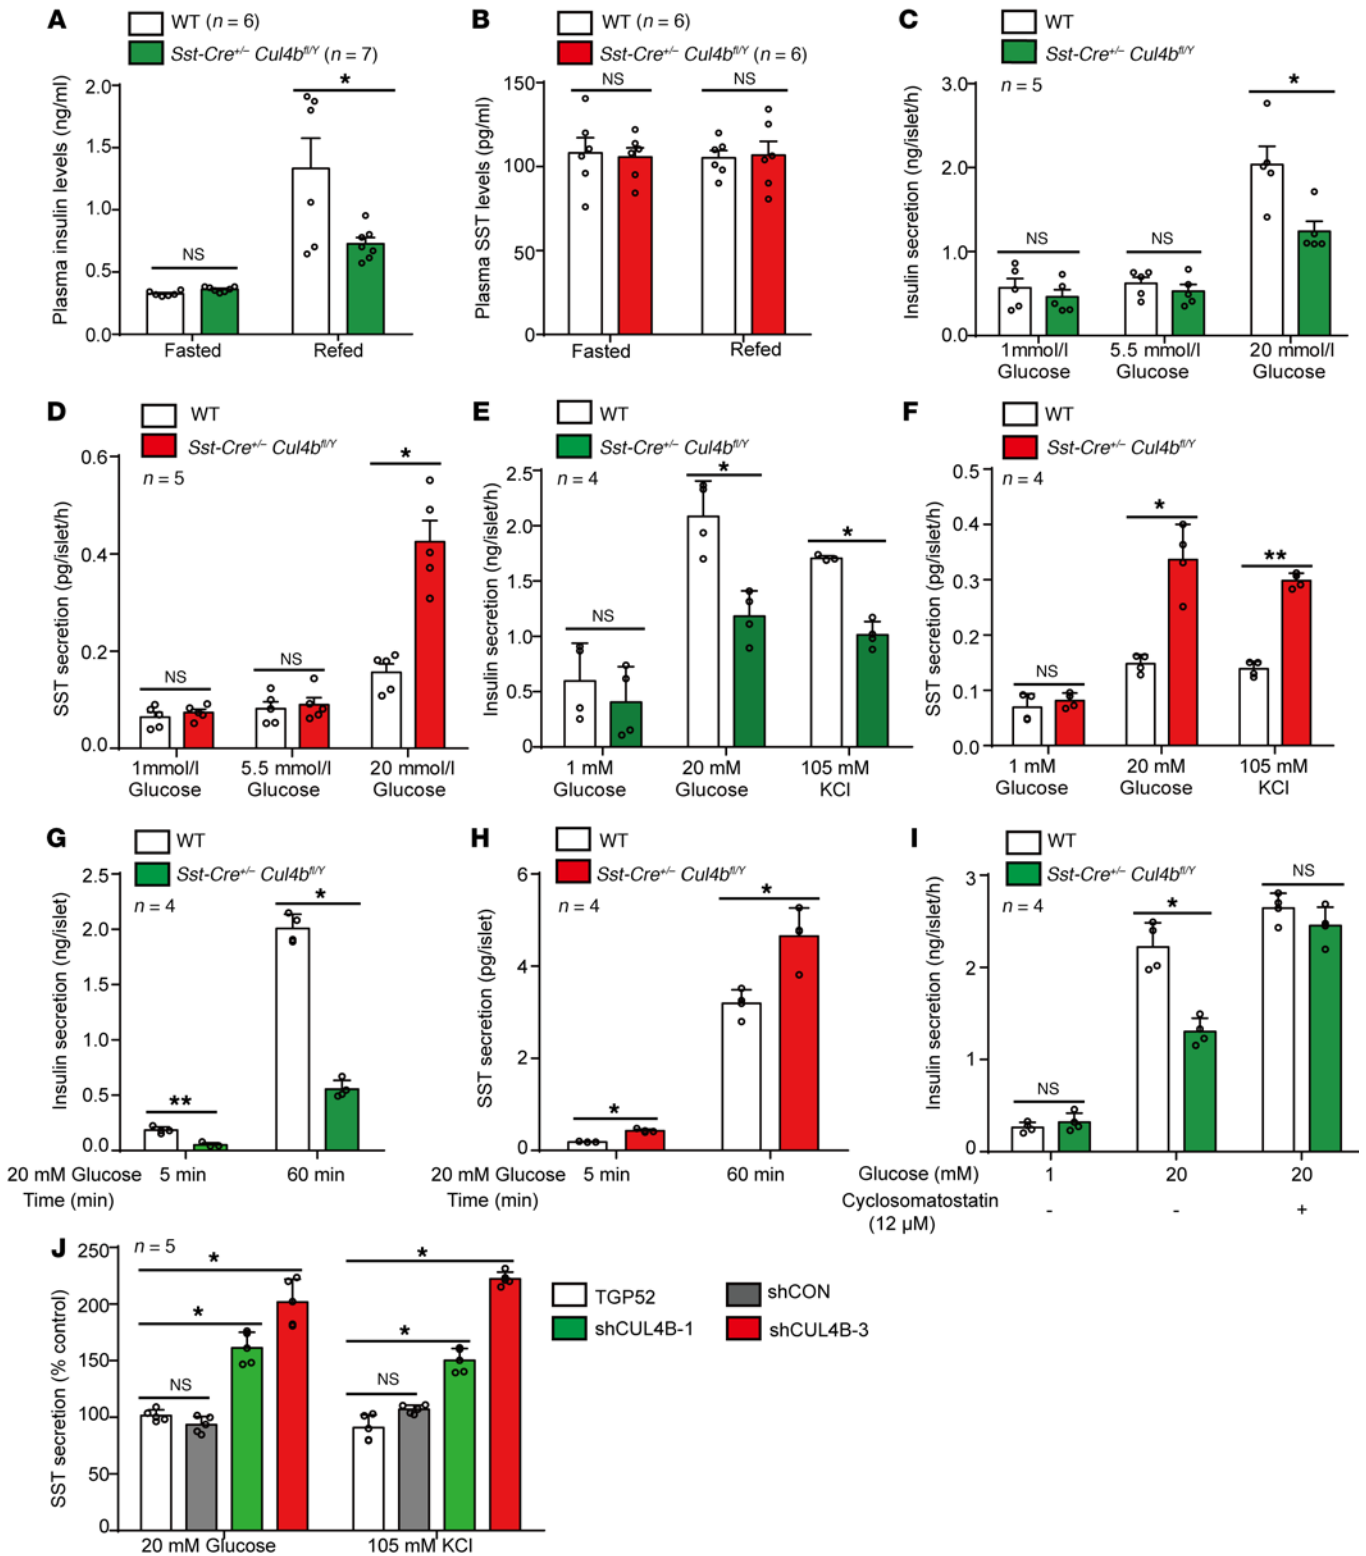 A
WT (n = 6)
Sst-Cre+/– Cul4bfl/Y (n = 7)
Plasma insulin levels (ng/ml)
2.0
1.5
1.0
0.5
0.0
NS
*
Fasted
Refed
B
WT (n = 6)
Sst-Cre+/– Cul4bfl/Y (n = 6)
Plasma SST levels (pg/ml)
150
100
50
0
NS
NS
Fasted
Refed
C
WT
Sst-Cre+/– Cul4bfl/Y
n = 5
Insulin secretion (ng/islet/h)
3.0
2.0
1.0
0.0
NS
NS
*
1mmol/l
Glucose
5.5 mmol/l
Glucose
20 mmol/l
Glucose
D
WT
Sst-Cre+/– Cul4bfl/Y
n = 5
SST secretion (pg/islet/h)
0.6
0.4
0.2
0.0
NS
NS
*
1mmol/l
Glucose
5.5 mmol/l
Glucose
20 mmol/l
Glucose
E
WT
Sst-Cre+/– Cul4bfl/Y
n = 4
Insulin secretion (ng/islet/h)
2.5
2.0
1.5
1.0
0.5
0
NS
*
*
1 mM
Glucose
20 mM
Glucose
105 mM
KCl
F
WT
Sst-Cre+/– Cul4bfl/Y
n = 4
SST secretion (pg/islet/h)
0.5
0.4
0.3
0.2
0.1
0.0
NS
*
**
1 mM
Glucose
20 mM
Glucose
105 mM
KCl
G
WT
Sst-Cre+/– Cul4bfl/Y
n = 4
Insulin secretion (ng/islet)
2.5
2.0
1.5
1.0
0.5
0.0
**
*
20 mM Glucose
Time (min)
5 min
60 min
H
WT
Sst-Cre+/– Cul4bfl/Y
n = 4
SST secretion (pg/islet)
6
4
2
0
*
*
20 mM Glucose
Time (min)
5 min
60 min
I
WT
Sst-Cre+/– Cul4bfl/Y
n = 4
Insulin secretion (ng/islet/h)
3
2
1
0
NS
*
NS
Glucose (mM)
1
20
20
Cyclosomatostatin
(12 µM)
-
-
+
J
n = 5
SST secretion (% control)
250
200
150
100
50
0
NS
*
*
NS
*
*
20 mM Glucose
105 mM KCl
TGP52
shCON
shCUL4B-1
shCUL4B-3